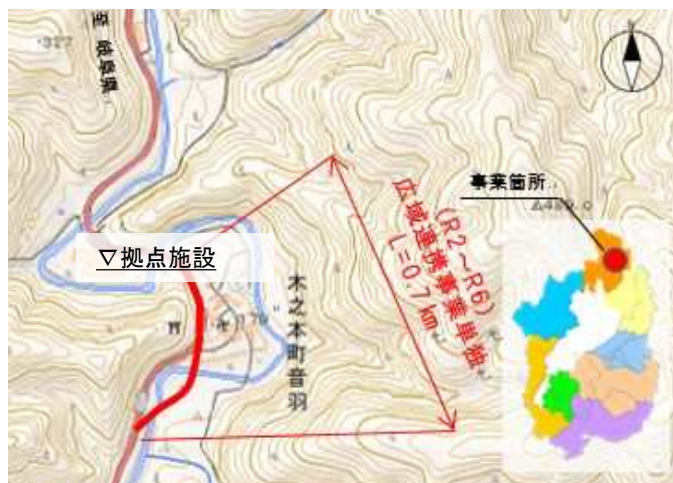 至 岐阜県
・327
▽拠点施設
木之本町音羽
(R2～R6)
広域連携事業単独
L=0.7km
事業箇所